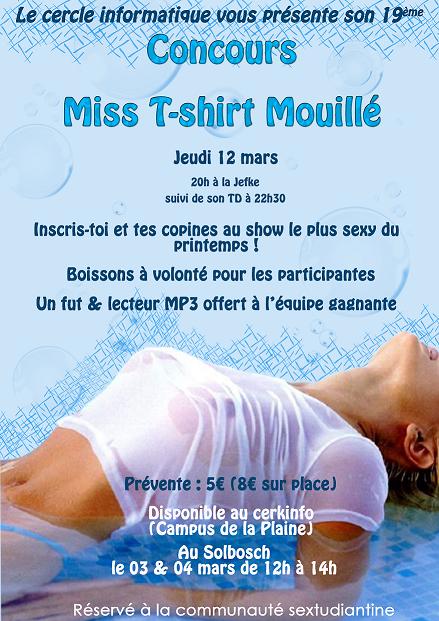 Le cercle informatique vous présente son 19ème
Concours
Miss T-shirt Mouillé
Jeudi 12 mars
20h à la Jefke
suivi de son TD à 22h30
Inscris-toi et tes copines au show le plus sexy du
printemps !
Boissons à volonté pour les participantes
Un fut & lecteur MP3 offert à l'équipe gagnante
Prévente : 5€ (8€ sur place)
Disponible au cerkinfo
(Campus de la Plaine)
Au Solbosch
le 03 & 04 mars de 12h à 14h
Réservé à la communauté sextudiantine